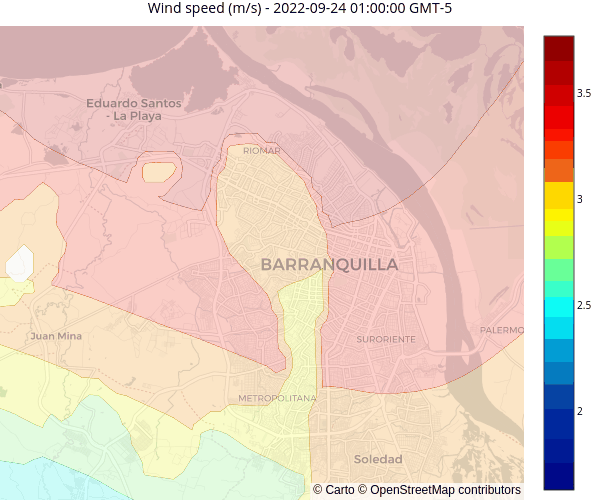 Wind speed (m/s) - 2022-09-24 01:00:00 GMT-5
Eduardo Santos
- La Playa
RIOMAR
BARRANQUILLA
Juan Mina
SURORIENTE
PALERMO
METROPOLITANA
Soledad
© Carto © OpenStreetMap contributors
3.5
3
2.5
2